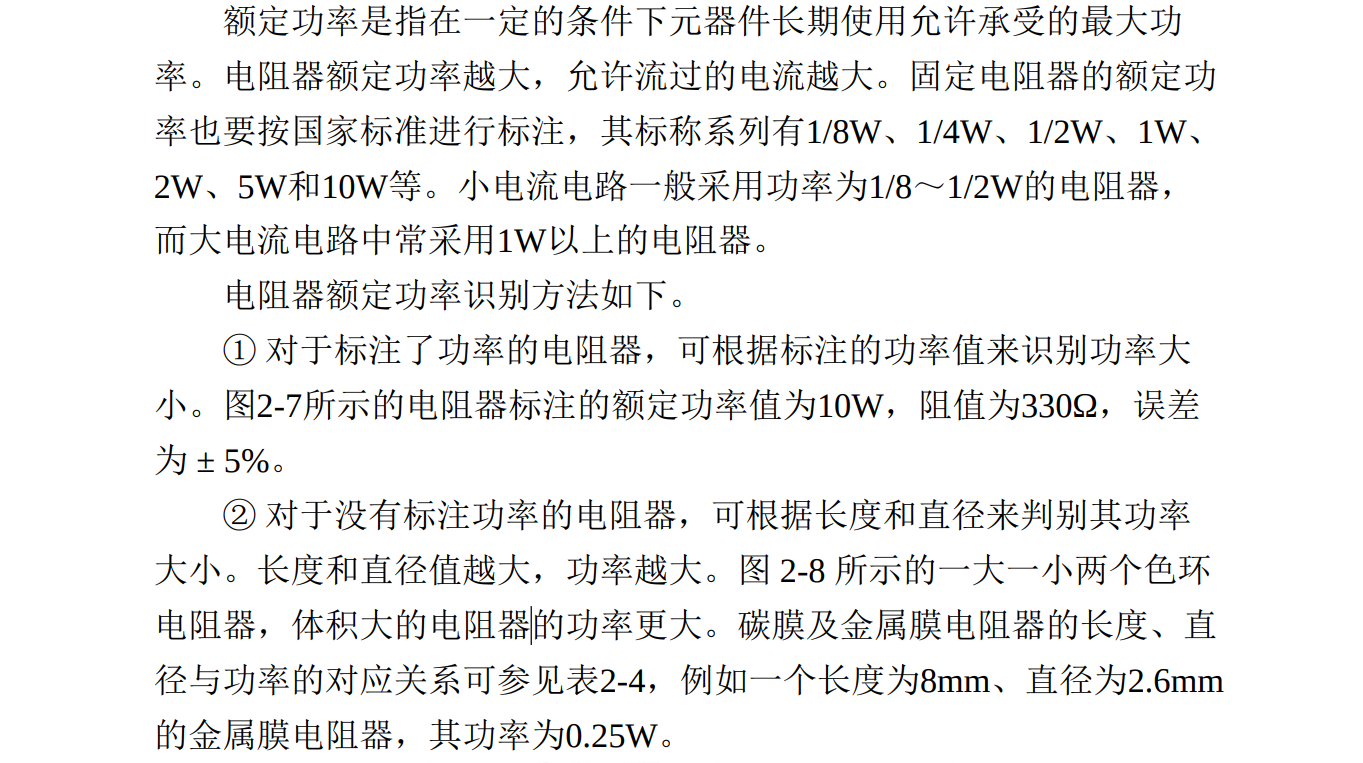 额定功率是指在一定的条件下元器件长期使用允许承受的最大功
率。电阻器额定功率越大，允许流过的电流越大。固定电阻器的额定功
率也要按国家标准进行标注，其标称系列有1/8W、1/4W、1/2W、1W、
2W、5W和10W等。小电流电路一般采用功率为1/8～1/2W的电阻器，
而大电流电路中常采用1W以上的电阻器。
电阻器额定功率识别方法如下。
① 对于标注了功率的电阻器，可根据标注的功率值来识别功率大
小。图2-7所示的电阻器标注的额定功率值为10W，阻值为330Ω，误差
为 ± 5%。
② 对于没有标注功率的电阻器，可根据长度和直径来判别其功率
大小。长度和直径值越大，功率越大。图 2-8 所示的一大一小两个色环
电阻器，体积大的电阻器的功率更大。碳膜及金属膜电阻器的长度、直
径与功率的对应关系可参见表2-4，例如一个长度为8mm、直径为2.6mm
的金属膜电阻器，其功率为0.25W。